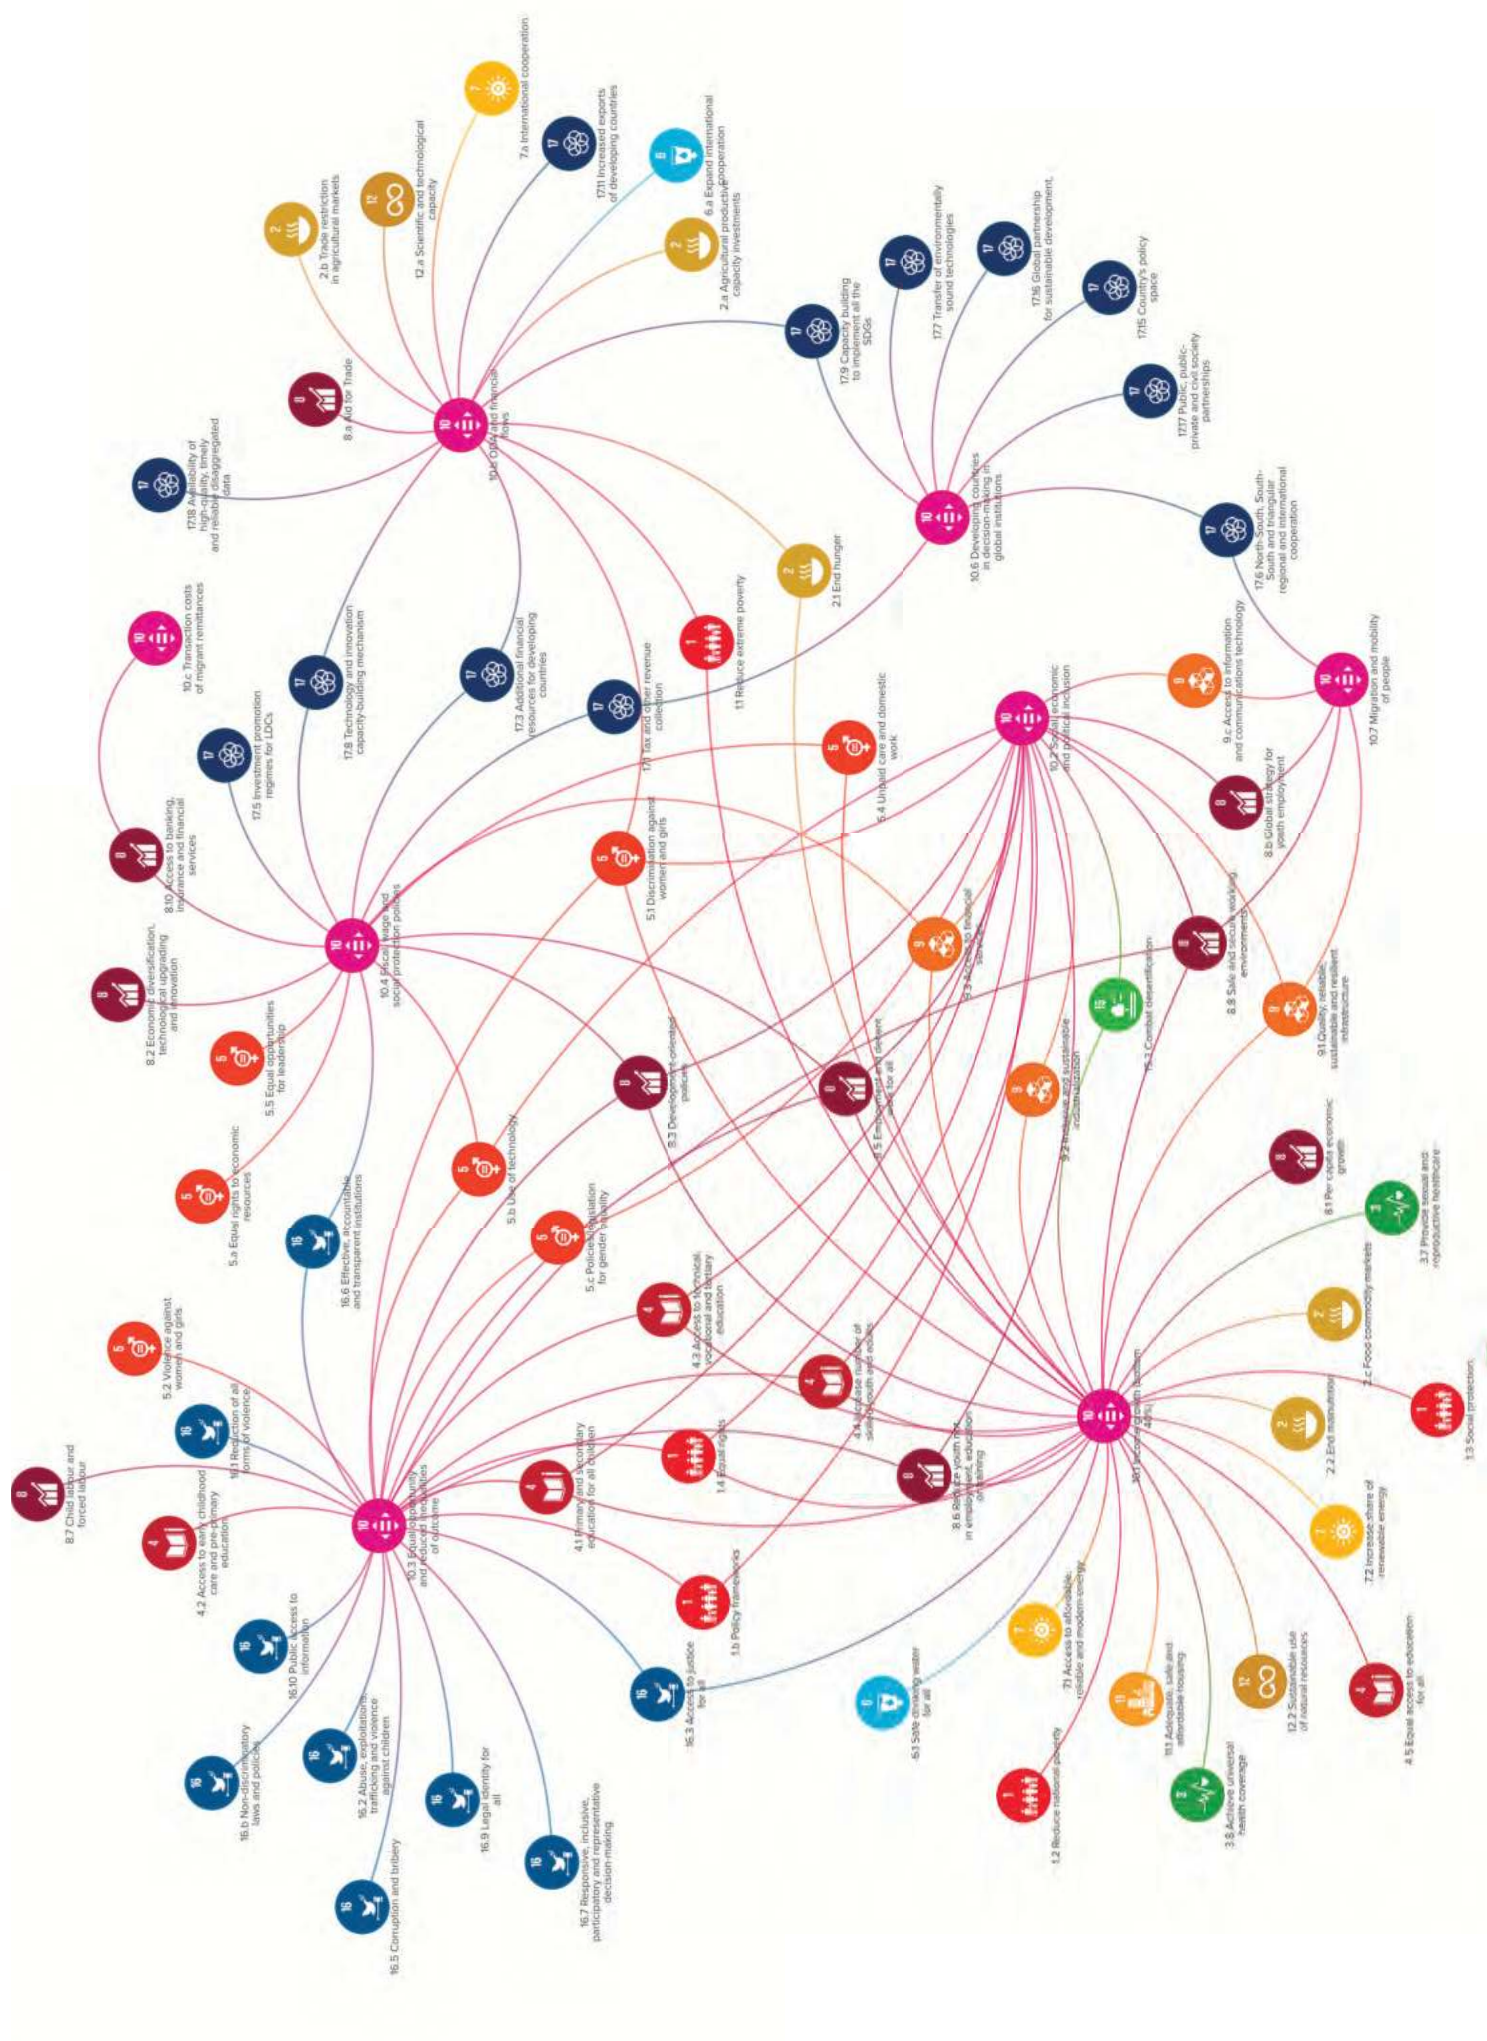 8.7 Child labour and
forced labour
5.2 Violence against
women and girls
16.1 Reduction of all
forms of violence
4.2 Access to early childhood
care and pre-primary
education
16.10 Public access to
information
16.b Non-discriminatory
laws and policies
16.2 Abuse, exploitations,
trafficking and violence
against children
16.5 Corruption and bribery
16.9 Legal identity for
all
16.7 Responsive, inclusive,
participatory and representative
decision-making
10.3 Equal opportunity
and reduced inequalities
of outcome
16.3 Access to justice
for all
1.b Policy frameworks
4.1 Primary and secondary
education for all children
1.4 Equal rights
4.3 Access to technical,
vocational and tertiary
education
4.4 Increase number of
skilled youth and adults
8.6 Reduce youth not
in employment, education
or training
5.a Equal rights to economic
resources
16.6 Effective, accountable
and transparent institutions
5.5 Equal opportunities
for leadership
8.2 Economic diversification,
technological upgrading
and innovation
8.10 Access to banking,
insurance and financial
services
10.c Transaction costs
of migrant remittances
17.5 Investment promotion
regimes for LDCs
10.4 Fiscal, wage and
social protection policies
17.8 Technology and innovation
capacity-building mechanism
17.3 Aditional financial
resources for developing
countries
17.1 Tax and other revenue
collection
5.b Use of technology
5.c Policies/legislation
for gender equality
8.3 Development-oriented
policies
5.1 Discrimination against
women and girls
1.1 Reduce extreme poverty
5.4 Unpaid care and domestic
work
2.1 End hunger
17.18 Availability of
high-quality, timely
and reliable disaggregated
data
8.a Aid for Trade
2.b Trade restriction
in agricultural markets
12.a Scientific and technological
capacity
7.a International cooperation
17.11 Increased exports
of developing countries
6.a Expand international
cooperation
2.a Agricultural productive
capacity investments
10.b ODA and financial
flows
17.9 Capacity building
to implement all the
SDGs
17.7 Transfer of environmentally
sound technologies
17.16 Global partnership
for sustainable development,
17.15 Country's policy
space
17.17 Public, public-
private and civil society
partnerships
10.6 Developing countries
in decision-making in
global institutions
17.6 North-South, South-
South and triangular
regional and international
cooperation
10.7 Migration and mobility
of people
9.c Access to information
and communications technology
8.b Global strategy for
youth employment
10.2 Social, economic
and political inclusion
8.8 Safe and secure working
environments
9.1 Quality, reliable,
sustainable and resilient
infrastructure
15.3 Combat desertification
9.3 Access to financial
services
9.2 Inclusive and sustainable
industrialization
8.5 Employment and decent
work for all
8.1 Per capita economic
growth
3.7 Provide sexual and
reproductive healthcare
2.c Food commodity markets
1.3 Social protection
2.2 End malnutrition
7.2 Increase share of
renewable energy
10.1 Income growth (bottom
40%)
4.5 Equal access to education
for all
12.2 Sustainable use
of natural resources
3.8 Achieve universal
health coverage
11.1 Adequate, safe and
affordable housing
7.1 Access to affordable,
reliable and modern energy
1.2 Reduce national poverty
6.1 Safe drinking water
for all